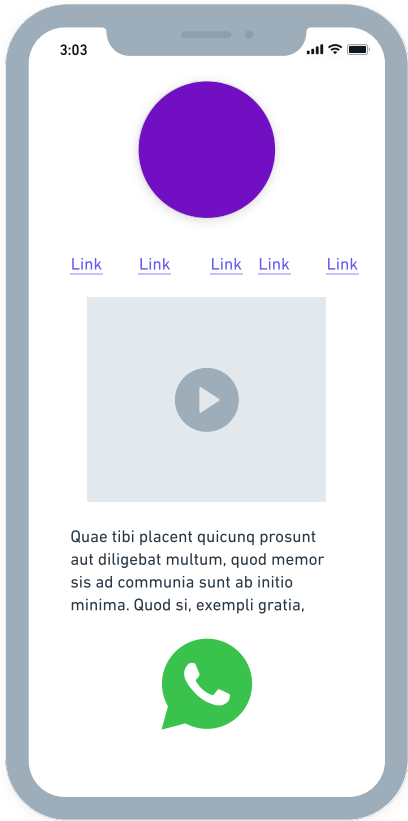 3:03
Link Link Link Link Link
Quae tibi placent quicunq prosunt
aut diligebat multum, quod memor
sis ad communia sunt ab initio
minima. Quod si, exempli gratia,